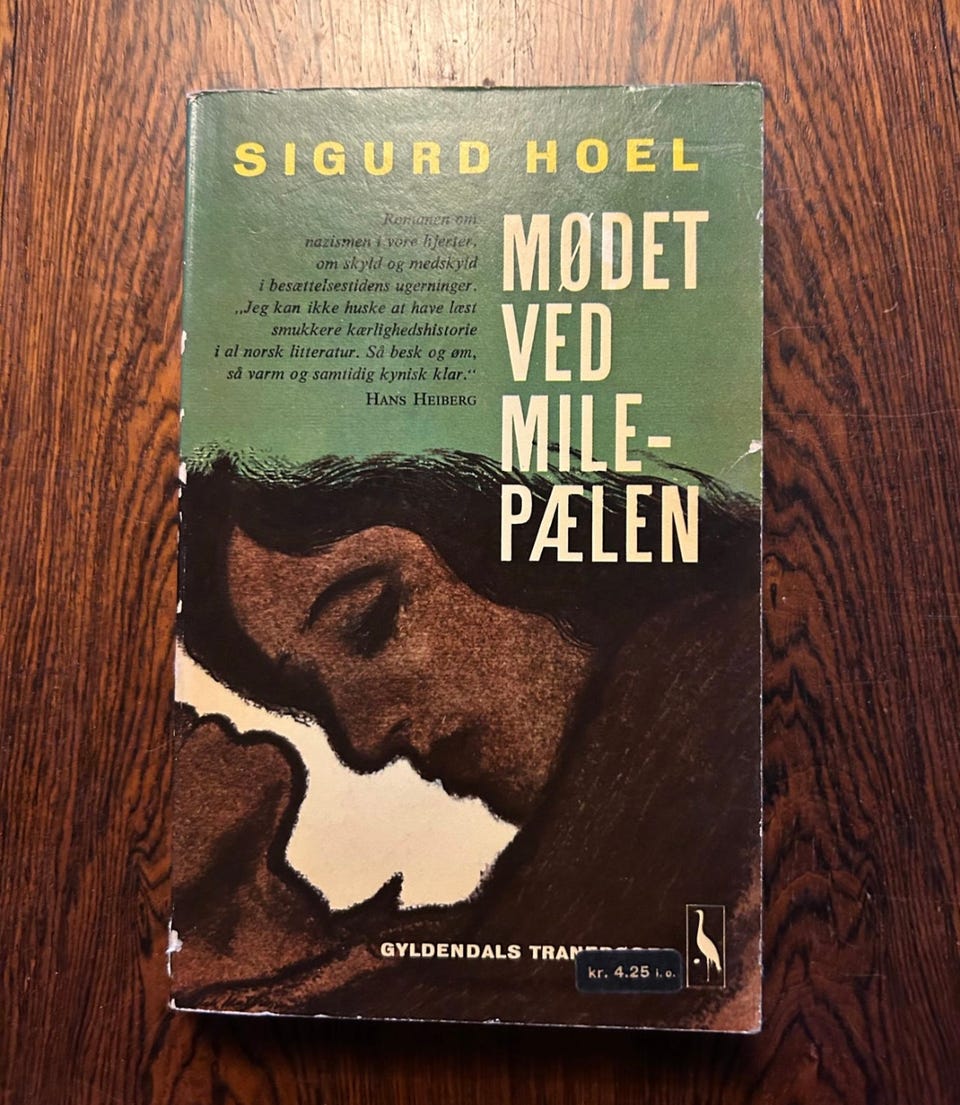 SIGURD HOEL
Romanen om
nazismen i vore hjerter,
om skyld og medskyld
i besættelsestidens ugerninger.
„Jeg kan ikke huske at have læst
smukkere kærlighedshistorie
i al norsk litteratur. Så besk og øm,
så varm og samtidig kynisk klar.“
HANS HEIBERG
MØDET
VED
MILE-
PÆLEN
GYLDENDALS
kr. 4.25 i.o.